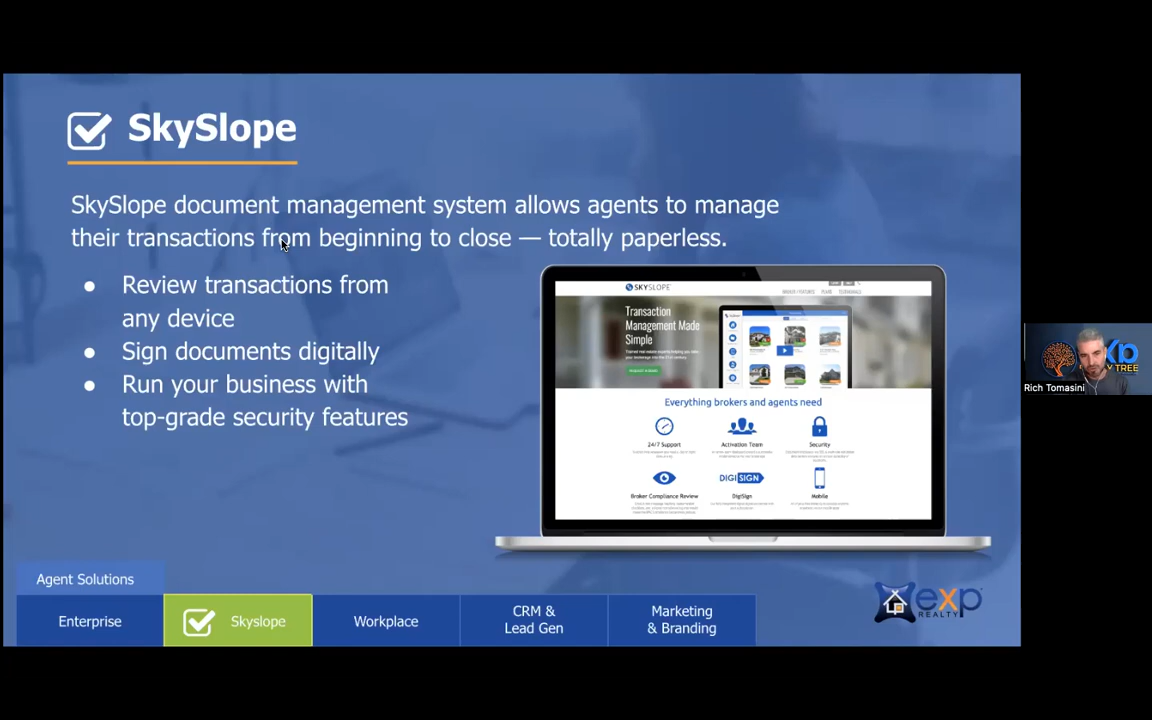 SkySlope
SkySlope document management system allows agents to manage
their transactions from beginning to close — totally paperless.
● Review transactions from
any device
● Sign documents digitally
● Run your business with
top-grade security features
SKYSLOPE
Transaction
Management Made
Simple
Everything brokers and agents need
24/7 Support
Activation Team
Security
DIGISIGN
Broker Compliance Review
DigiSign
Mobile
Rich Tomasini
TREE
Agent Solutions
Enterprise
Skyslope
Workplace
CRM &
Lead Gen
Marketing
& Branding
exp
REALTY